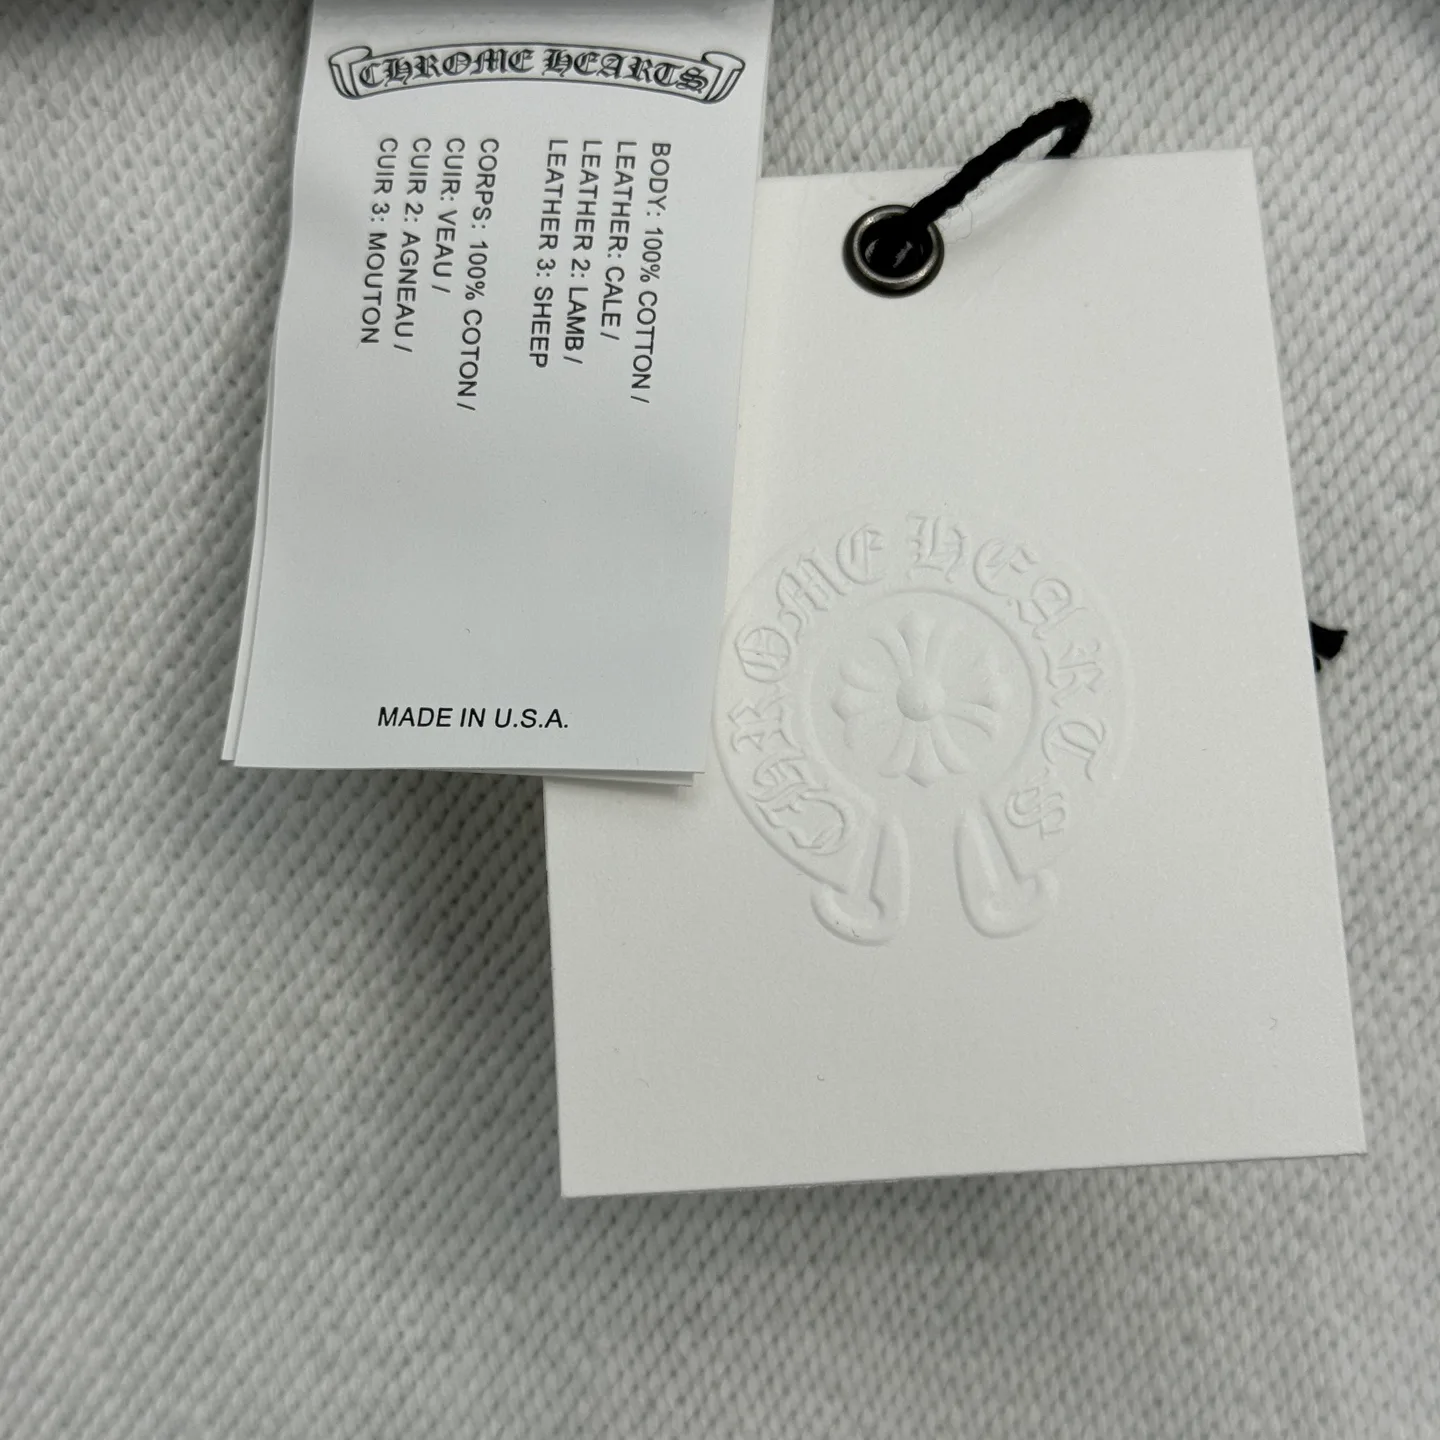 CHROME HEARTS
BODY: 100% COTTON /
LEATHER: CALE /
LEATHER 2: LAMB /
LEATHER 3: SHEEP
CORPS: 100% COTON /
CUIR: VEAU /
CUIR 2: AGNEAU /
CUIR 3: MOUTON
MADE IN U.S.A.
CHROME HEARTS